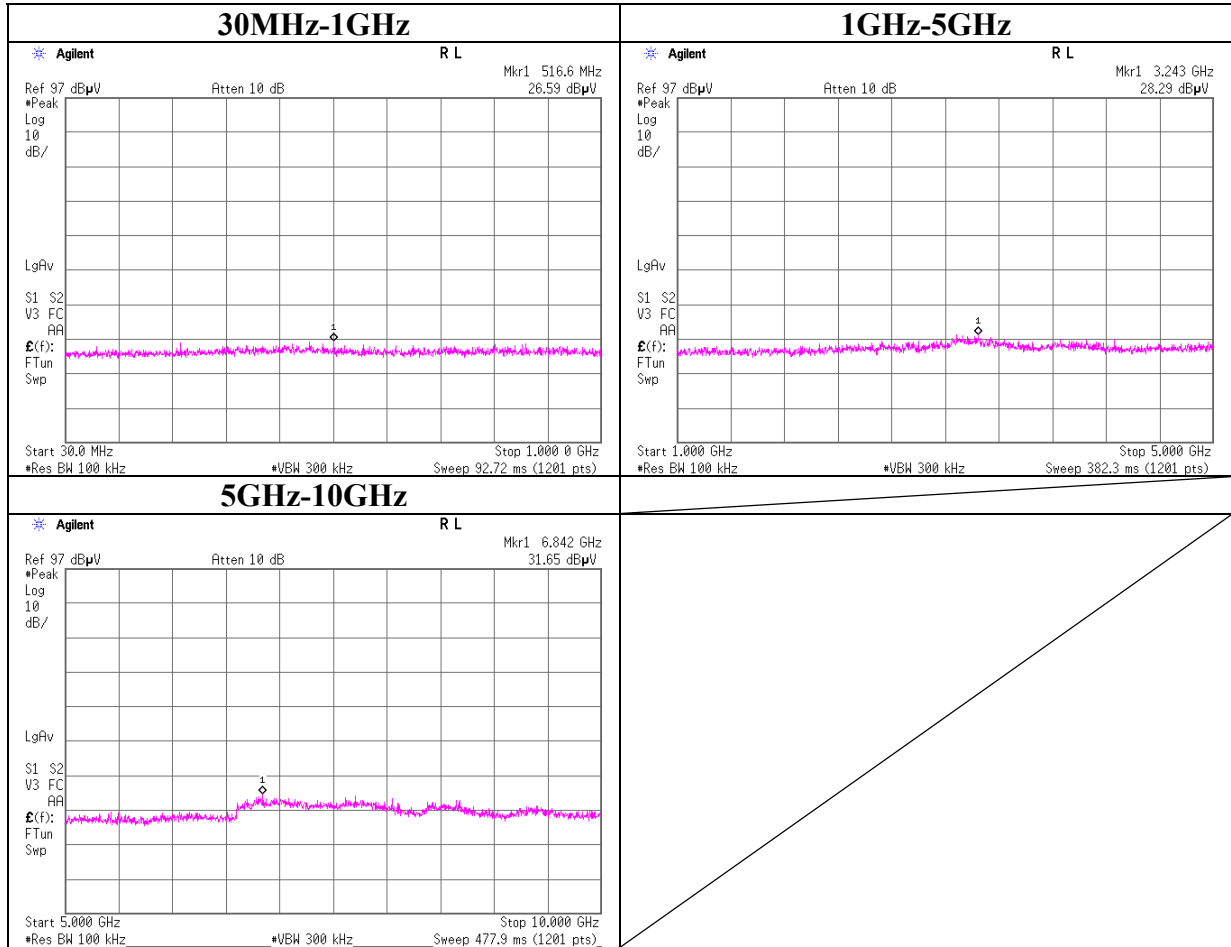 30MHz-1GHz
Agilent R L
Mkr1 516.6 MHz
Ref 97 dBµV Atten 10 dB 26.59 dBµV
#Peak
Log
10
dB/
1
LgAv
S1 S2
V3 FC
AA
£(f):
FTun
Swp
Start 30.0 MHz Stop 1.000 0 GHz
#Res BW 100 kHz #VBW 300 kHz Sweep 92.72 ms (1201 pts)
1GHz-5GHz
Agilent R L
Mkr1 3.243 GHz
Ref 97 dBµV Atten 10 dB 28.29 dBµV
#Peak
Log
10
dB/
1
LgAv
S1 S2
V3 FC
AA
£(f):
FTun
Swp
Start 1.000 GHz Stop 5.000 GHz
#Res BW 100 kHz #VBW 300 kHz Sweep 382.3 ms (1201 pts)
5GHz-10GHz
Agilent R L
Mkr1 6.842 GHz
Ref 97 dBµV Atten 10 dB 31.65 dBµV
#Peak
Log
10
dB/
1
LgAv
S1 S2
V3 FC
AA
£(f):
FTun
Swp
Start 5.000 GHz Stop 10.000 GHz
#Res BW 100 kHz #VBW 300 kHz Sweep 477.9 ms (1201 pts)